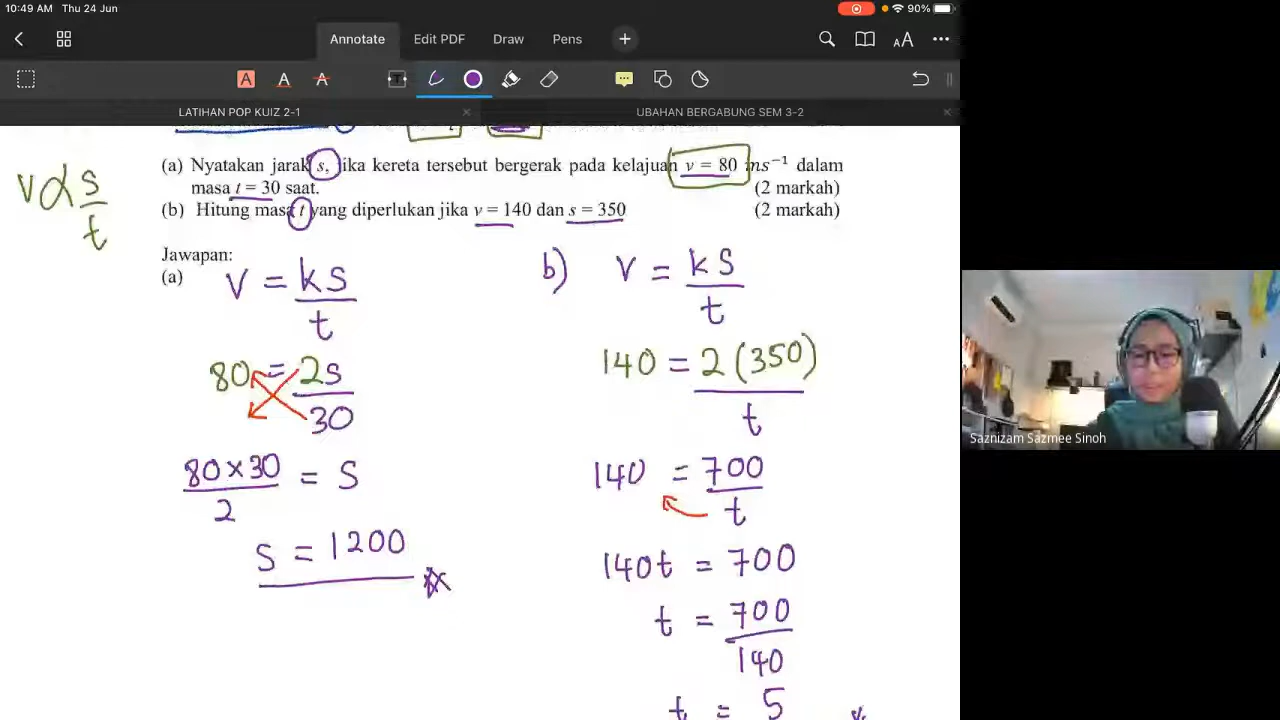 10:49 AM Thu 24 Jun
90%
Annotate Edit PDF Draw Pens
AA
A A A T
LATIHAN POP KUIZ 2-1
UBAHAN BERGABUNG SEM 3-2
(a) Nyatakan jarak s, jika kereta tersebut bergerak pada kelajuan v = 80 ms⁻¹ dalam
masa t = 30 saat. (2 markah)
(b) Hitung masa t yang diperlukan jika v = 140 dan s = 350 (2 markah)
v ∝ s/t
Jawapan:
(a)
v = ks/t
80 = 2s/30
80×30/2 = s
s = 1200
b) v = ks/t
140 = 2(350)/t
140 = 700/t
140t = 700
t = 700/140
t = 5
Saznizam Sazmee Sinoh